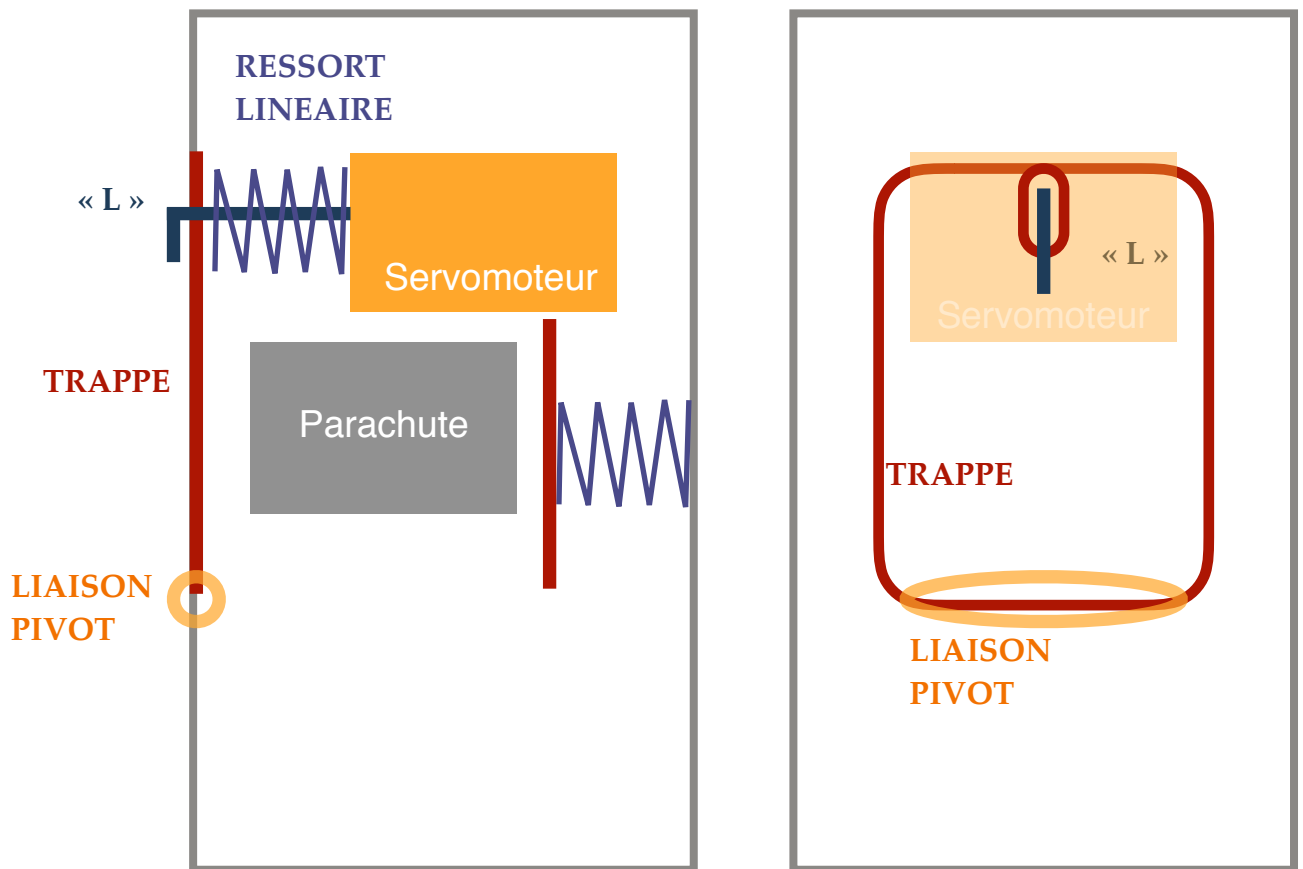 RESSORT
LINEAIRE
« L »
Servomoteur
TRAPPE
Parachute
LIAISON
PIVOT
« L »
Servomoteur
TRAPPE
LIAISON
PIVOT